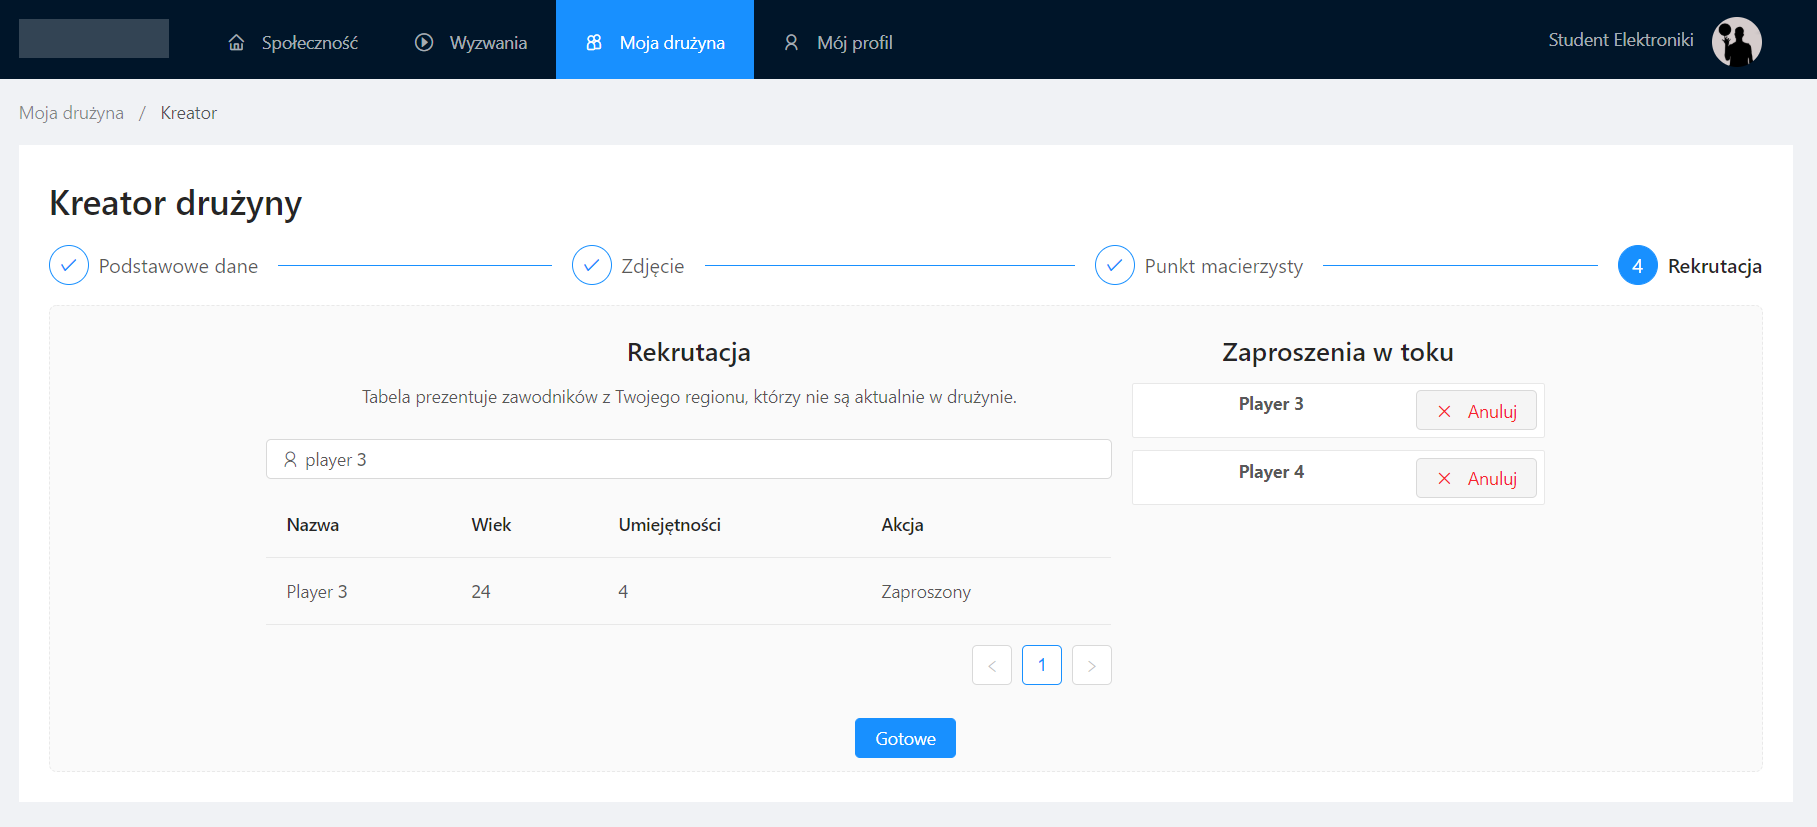 Społeczność
Wyzwania
Moja drużyna
Mój profil
Student Elektroniki
Moja drużyna / Kreator
Kreator drużyny
Podstawowe dane
Zdjęcie
Punkt macierzysty
4 Rekrutacja
Rekrutacja
Tabela prezentuje zawodników z Twojego regionu, którzy nie są aktualnie w drużynie.
player 3
Nazwa Wiek Umiejętności Akcja
Player 3 24 4 Zaproszony
< 1 >
Zaproszenia w toku
Player 3 Anuluj
Player 4 Anuluj
Gotowe